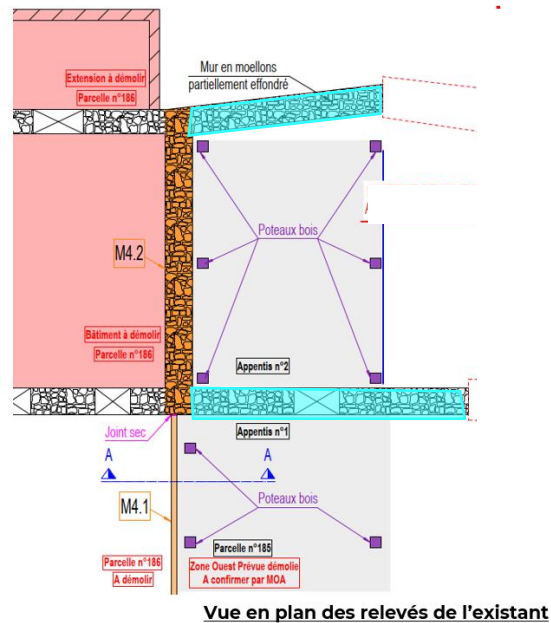 Mur en moellons
partiellement effondré
Extension à démolir
Parcelle n°186
Poteaux bois
M4.2
Bâtiment à démolir
Parcelle n°186
Appentis n°2
Joint sec
Appentis n°1
A
A
M4.1
Poteaux bois
Parcelle n°185
Parcelle n°186
A démolir
Zone Ouest Prévue démolie
A confirmer par MOA
Vue en plan des relevés de l'existant